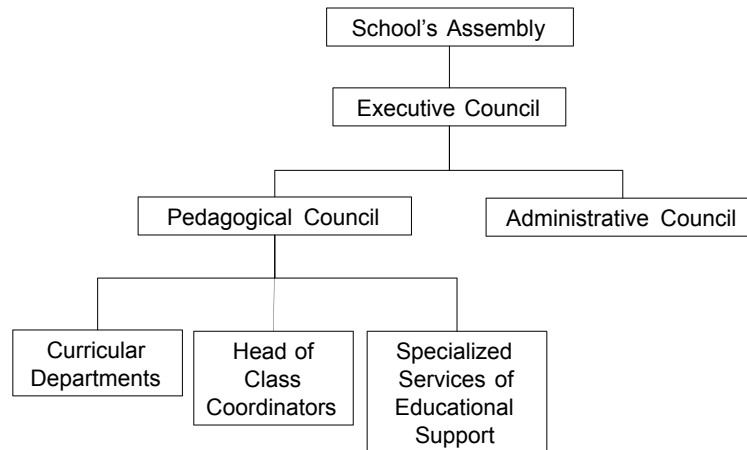 School's Assembly
Executive Council
Pedagogical Council
Administrative Council
Curricular
Departments
Head of
Class
Coordinators
Specialized
Services of
Educational
Support